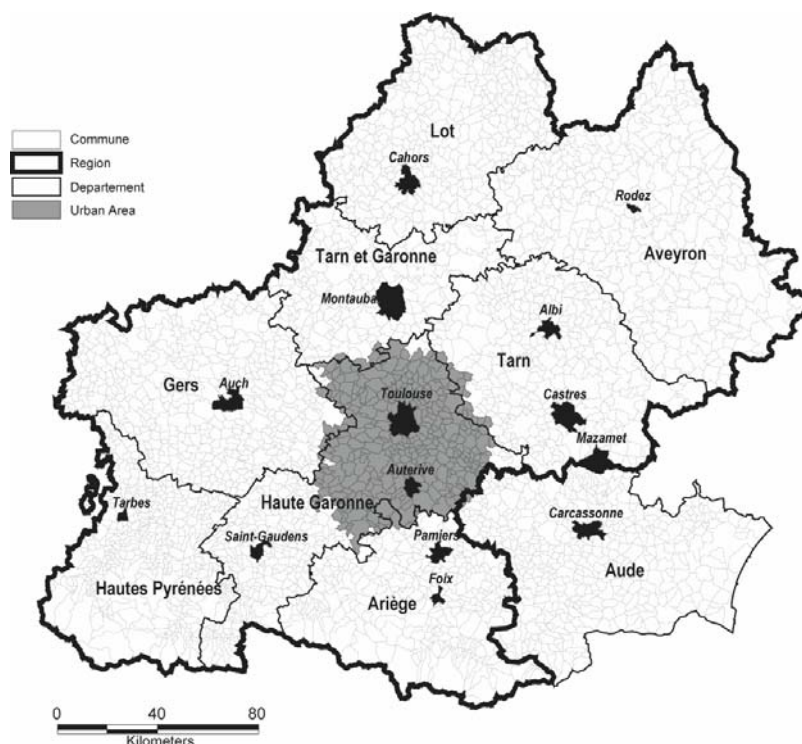 Commune
Region
Departement
Urban Area
Lot
Cahors
Rodez
Aveyron
Tarn et Garonne
Montauba
Albi
Tarn
Gers
Auch
Toulouse
Castres
Mazamet
Auterive
Haute Garonne
Tarbes
Saint-Gaudens
Pamiers
Carcassonne
Foix
Aude
Hautes Pyrénées
Ariège
0 40 80
Kilometers